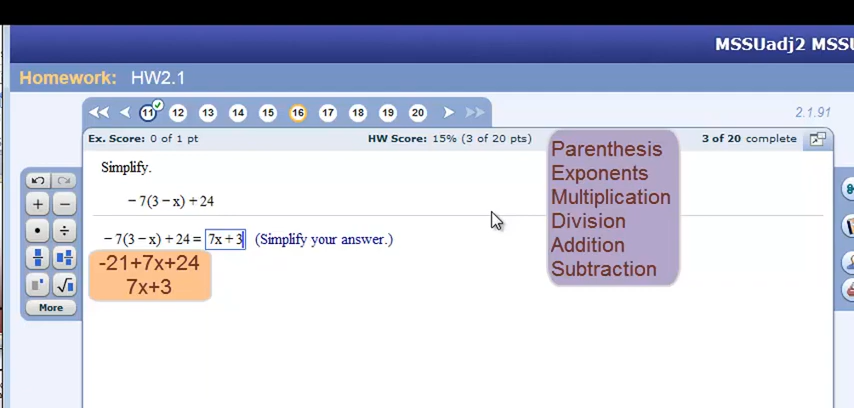 MSSUadj2 MSSU
Homework: HW2.1
11 12 13 14 15 16 17 18 19 20
2.1.91
Ex. Score: 0 of 1 pt
HW Score: 15% (3 of 20 pts)
3 of 20 complete
Simplify.
− 7(3 − x) + 24
− 7(3 − x) + 24 = 7x + 3 (Simplify your answer.)
-21+7x+24
7x+3
Parenthesis
Exponents
Multiplication
Division
Addition
Subtraction
More